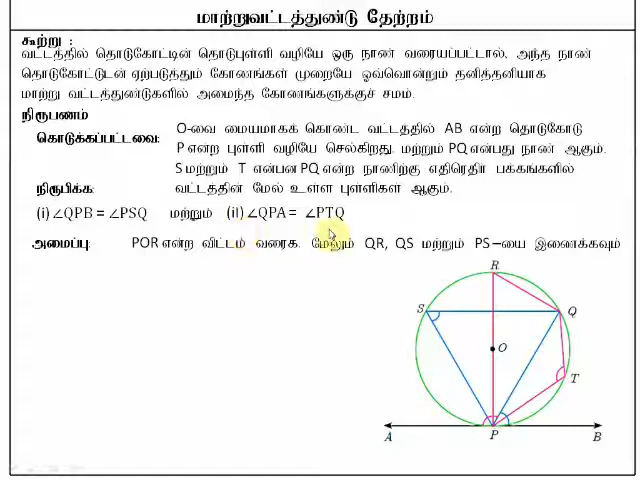 மாற்றுவட்டத்துண்டு தேற்றம்
கூற்று :
வட்டத்தில் தொடுகோட்டின் தொடுபுள்ளி வழியே ஒரு நாண் வரையப்பட்டால், அந்த நாண்
தொடுகோட்டுடன் ஏற்படுத்தும் கோணங்கள் முறையே ஒவ்வொன்றும் தனித்தனியாக
மாற்று வட்டத்துண்டுகளில் அமைந்த கோணங்களுக்குச் சமம்.
நிரூபணம்
கொடுக்கப்பட்டவை: O-வை மையமாகக் கொண்ட வட்டத்தில் AB என்ற தொடுகோடு
P என்ற புள்ளி வழியே செல்கிறது. மற்றும் PQ என்பது நாண் ஆகும்.
S மற்றும் T என்பன PQ என்ற நாணிற்கு எதிரெதிர் பக்கங்களில்
நிரூபிக்க: வட்டத்தின் மேல் உள்ள புள்ளிகள் ஆகும்.
(i) ∠QPB = ∠PSQ மற்றும் (iI) ∠QPA = ∠PTQ
அமைப்பு: POR என்ற விட்டம் வரைக. மேலும் QR, QS மற்றும் PS-யை இணைக்கவும்
R
S
Q
O
T
A
P
B